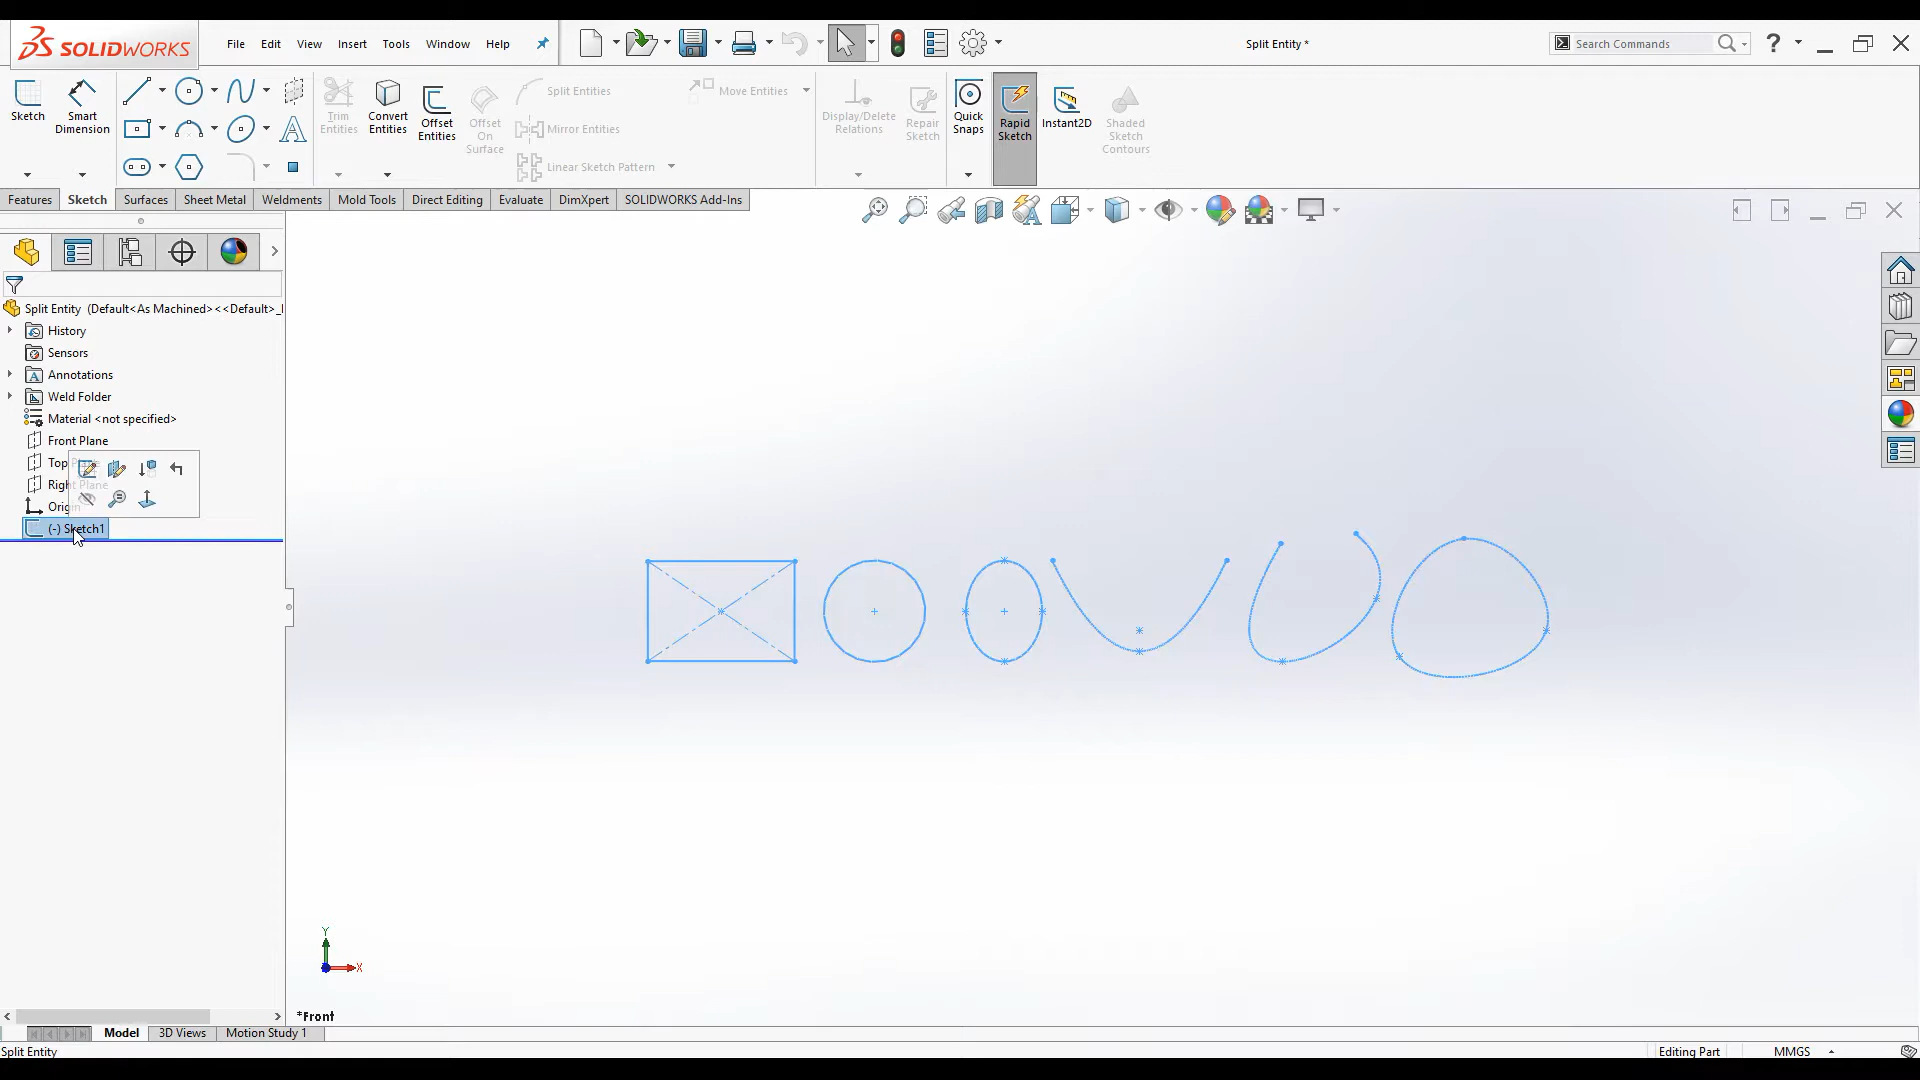 SOLIDWORKS
File Edit View Insert Tools Window Help
Split Entity *
Search Commands
Sketch
Smart Dimension
Trim Entities
Convert Entities
Offset Entities
Offset On Surface
Split Entities
Mirror Entities
Linear Sketch Pattern
Move Entities
Display/Delete Relations
Repair Sketch
Quick Snaps
Rapid Sketch
Instant2D
Shaded Sketch Contours
Features Sketch Surfaces Sheet Metal Weldments Mold Tools Direct Editing Evaluate DimXpert SOLIDWORKS Add-Ins
Split Entity (Default<As Machined><<Default>_
History
Sensors
Annotations
Weld Folder
Material <not specified>
Front Plane
Top Plane
Right Plane
Origin
(-) Sketch1
Y
X
*Front
Model 3D Views Motion Study 1
Split Entity
Editing Part
MMGS